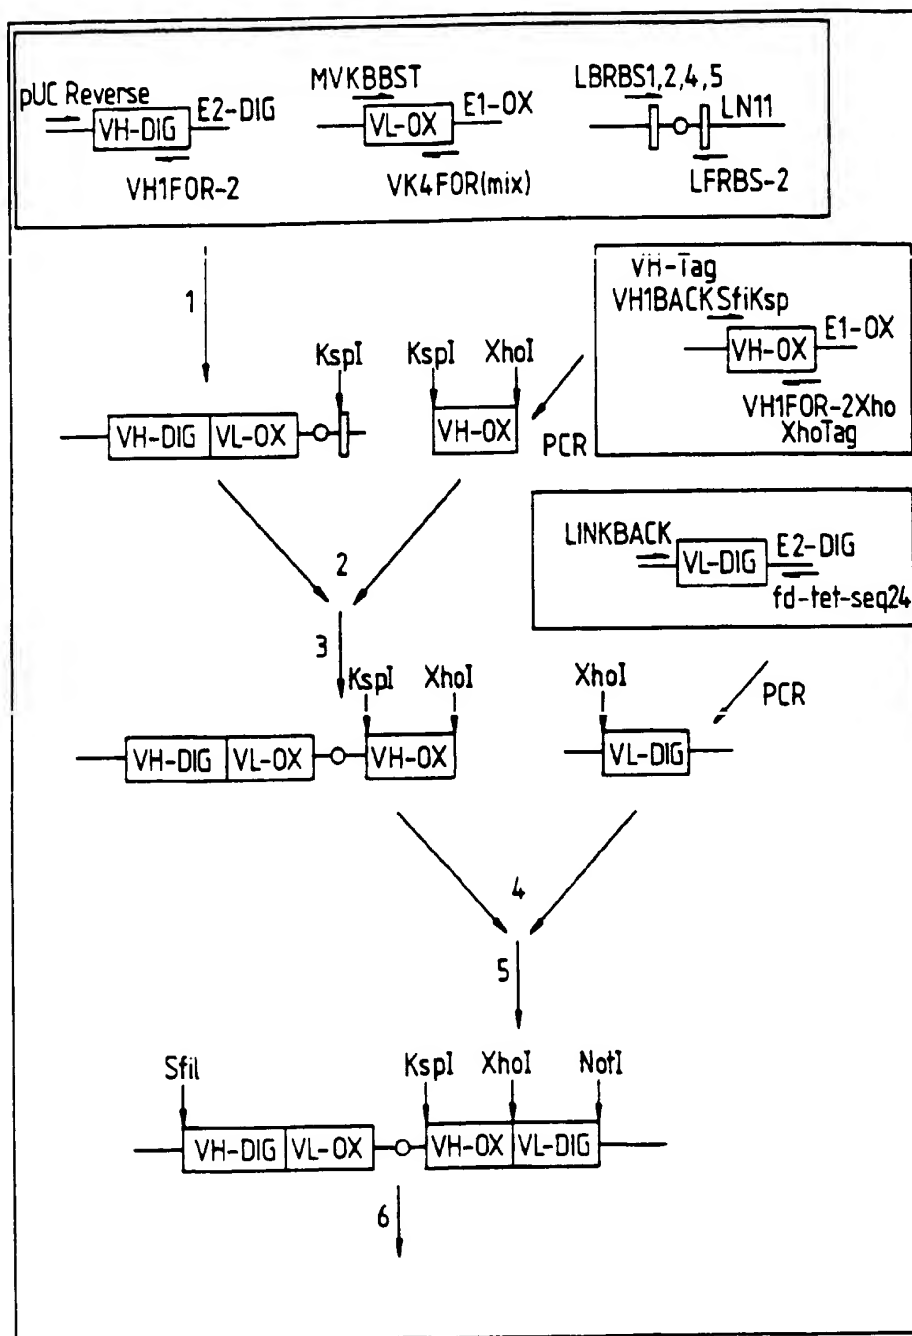 pUC Reverse
VH-DIG
E2-DIG
VH1FOR-2
MVKBBST
VL-OX
E1-OX
VK4FOR(mix)
LBRBS1,2,4,5
LN11
LFRBS-2
1
VH-Tag
VH1BACKSfiKsp
VH-OX
E1-OX
VH1FOR-2Xho
XhoTag
KspI
KspI
XhoI
VH-DIG
VL-OX
VH-OX
PCR
2
LINKBACK
VL-DIG
E2-DIG
fd-tet-seq24
3
KspI
XhoI
XhoI
PCR
VH-DIG
VL-OX
VH-OX
VL-DIG
4
5
SfiI
KspI
XhoI
NotI
VH-DIG
VL-OX
VH-OX
VL-DIG
6